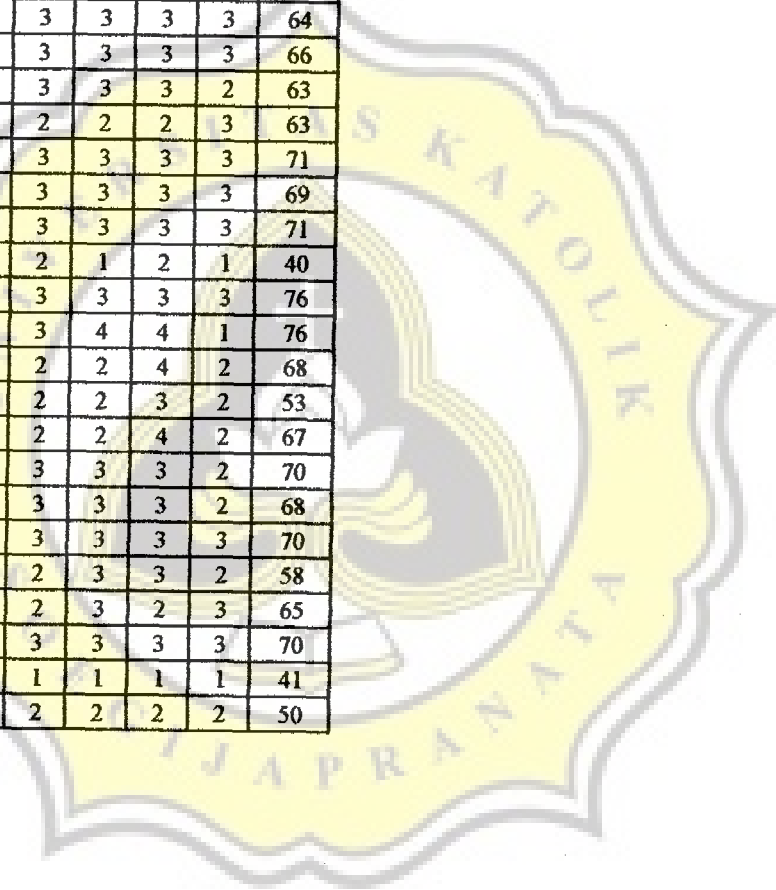 3 3 3 3 64
3 3 3 3 66
3 3 3 2 63
2 2 2 3 63
3 3 3 3 71
3 3 3 3 69
3 3 3 3 71
2 1 2 1 40
3 3 3 3 76
3 4 4 1 76
2 2 4 2 68
2 2 3 2 53
2 2 4 2 67
3 3 3 2 70
3 3 3 2 68
3 3 3 3 70
2 3 3 2 58
2 3 2 3 65
3 3 3 3 70
1 1 1 1 41
2 2 2 2 50
KATOLIK